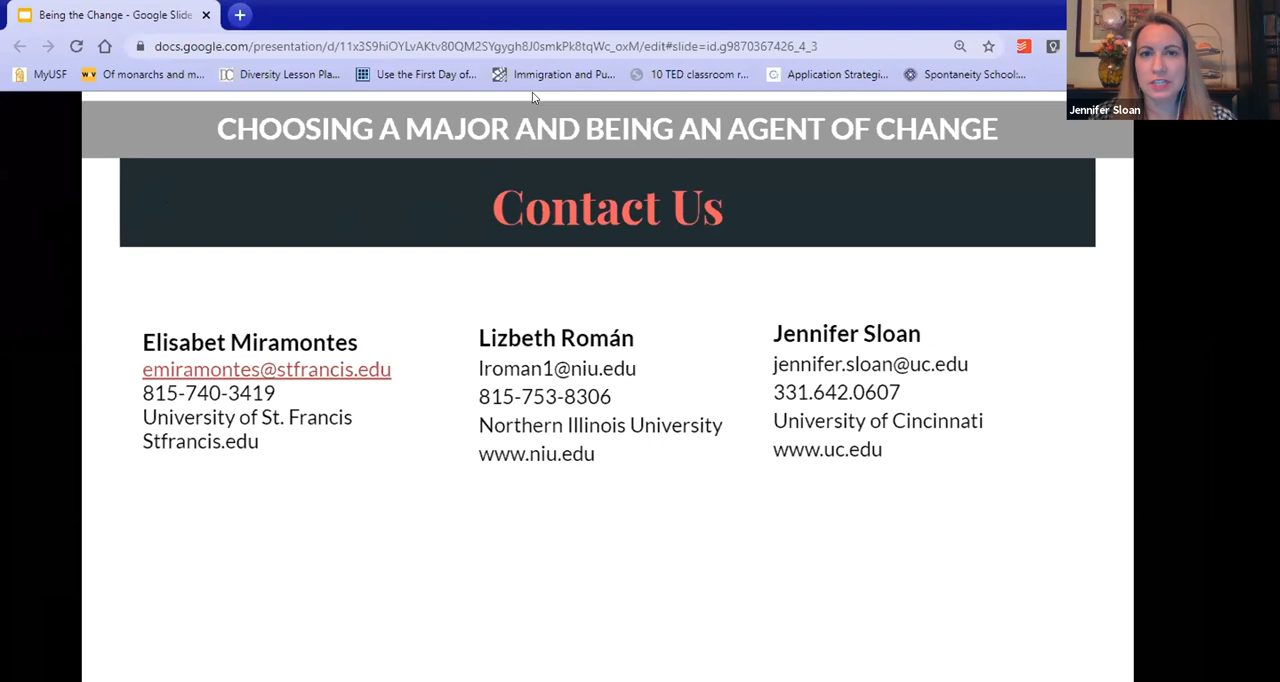 Being the Change - Google Slide
docs.google.com/presentation/d/11x3S9hiOYLvAKtv80QM2SYgygh8J0smkPk8tqWc_oxM/edit#slide=id.g9870367426_4_3
MyUSF
Of monarchs and m...
Diversity Lesson Pla...
Use the First Day of...
Immigration and Pu...
10 TED classroom r...
Application Strategi...
Spontaneity School:...
Jennifer Sloan
CHOOSING A MAJOR AND BEING AN AGENT OF CHANGE
Contact Us
Elisabet Miramontes
emiramontes@stfrancis.edu
815-740-3419
University of St. Francis
Stfrancis.edu
Lizbeth Román
lroman1@niu.edu
815-753-8306
Northern Illinois University
www.niu.edu
Jennifer Sloan
jennifer.sloan@uc.edu
331.642.0607
University of Cincinnati
www.uc.edu